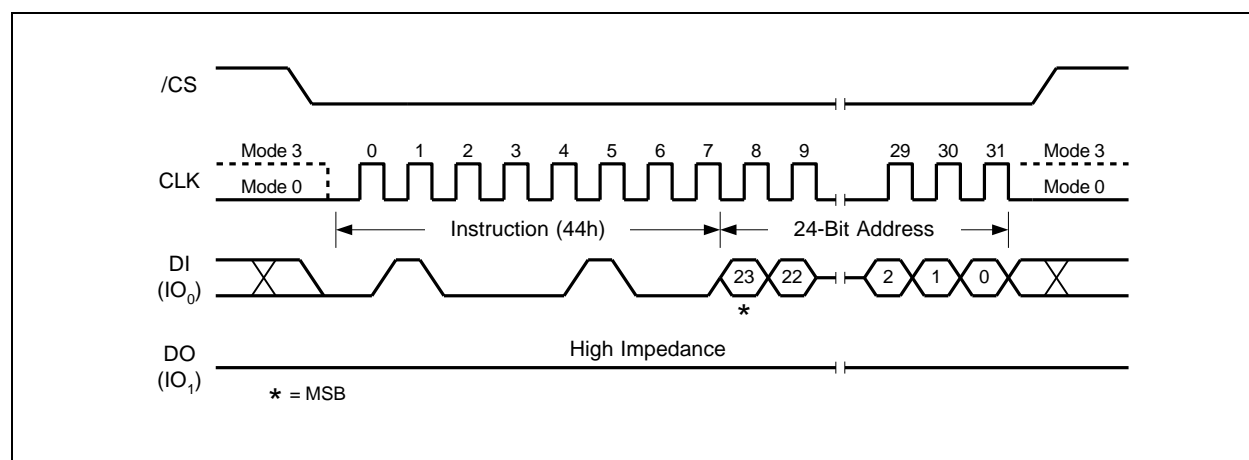 /CS
Mode 3 0 1 2 3 4 5 6 7 8 9 29 30 31 Mode 3
CLK Mode 0 Mode 0
Instruction (44h) 24-Bit Address
DI
(IO0) 23 22 2 1 0
*
High Impedance
DO
(IO1)
* = MSB